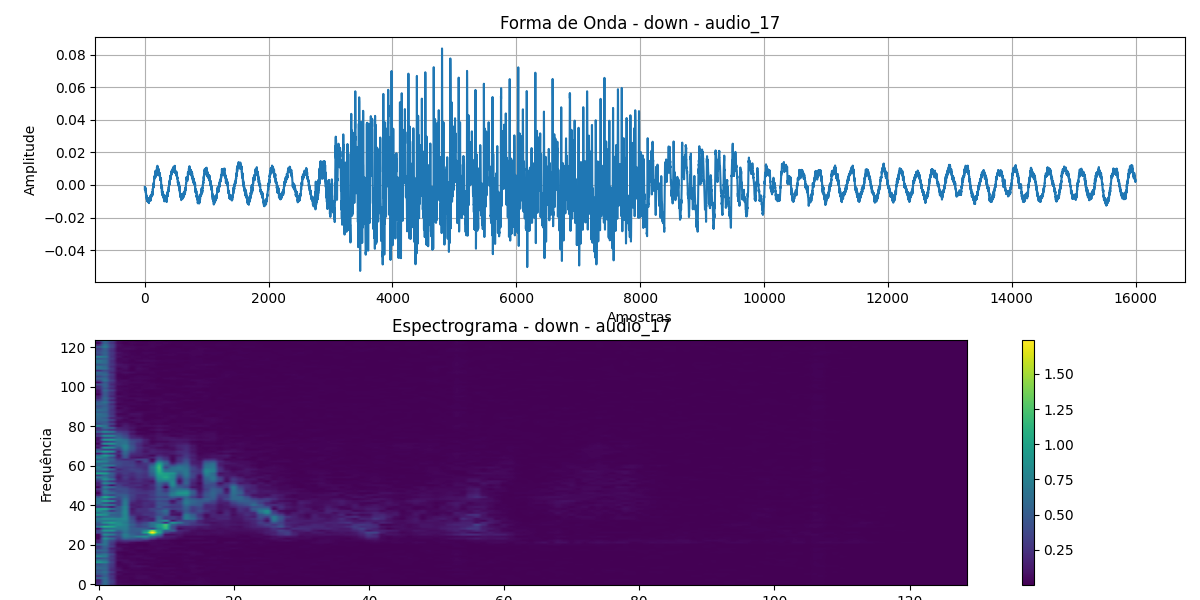 Forma de Onda - down - audio_17
Amplitude
0.08
0.06
0.04
0.02
0.00
−0.02
−0.04
0 2000 4000 6000 8000 10000 12000 14000 16000
Amostras
Espectrograma - down - audio_17
Frequência
120
100
80
60
40
20
0
0 20 40 60 80 100 120
1.50
1.25
1.00
0.75
0.50
0.25